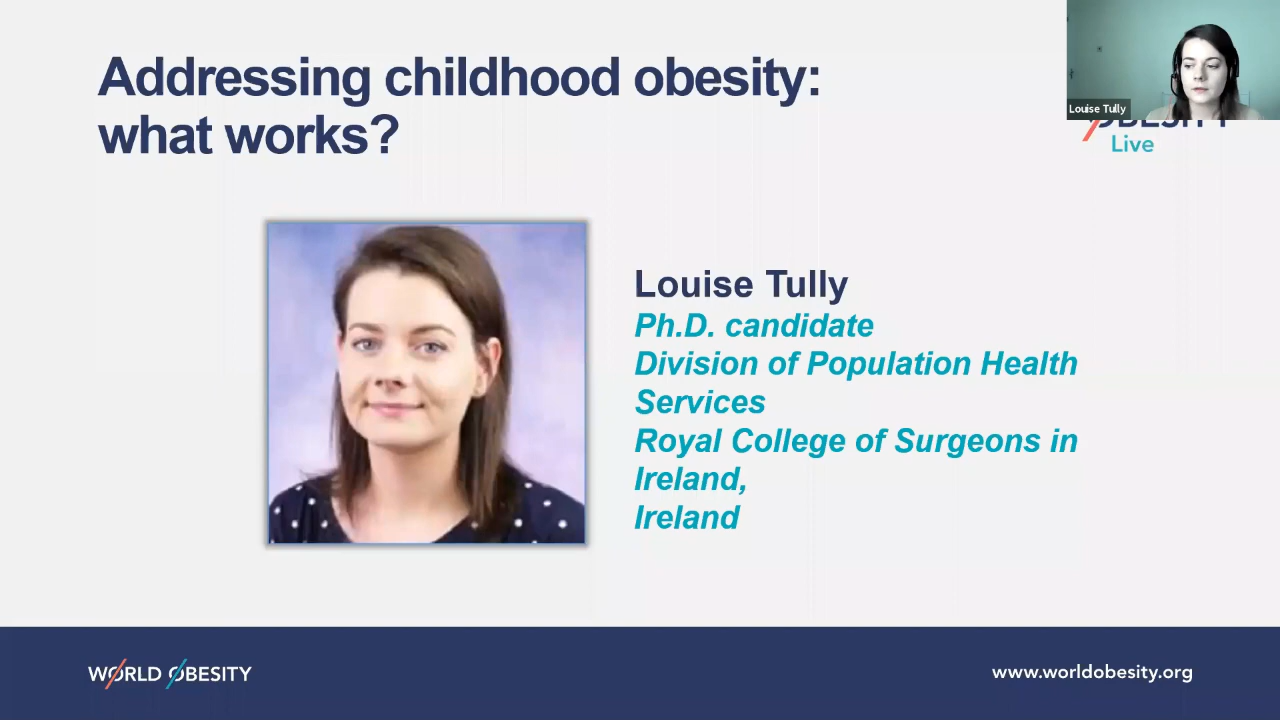 Addressing childhood obesity:
what works?
Louise Tully
Live
Louise Tully
Ph.D. candidate
Division of Population Health
Services
Royal College of Surgeons in
Ireland,
Ireland
WORLD OBESITY
www.worldobesity.org